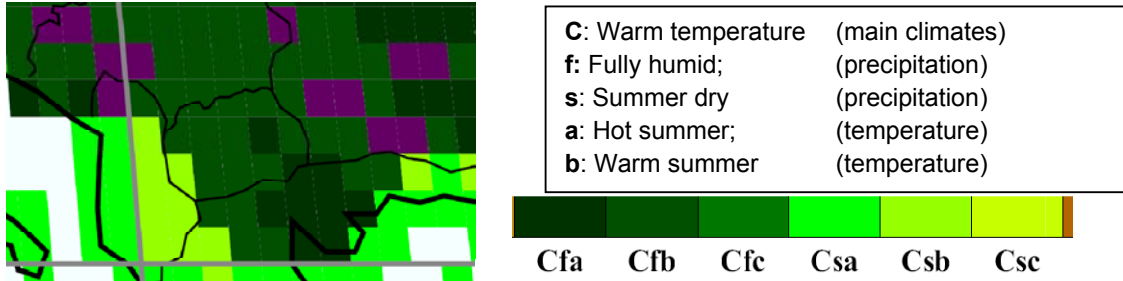 C: Warm temperature (main climates)
f: Fully humid; (precipitation)
s: Summer dry (precipitation)
a: Hot summer; (temperature)
b: Warm summer (temperature)
Cfa Cfb Cfc Csa Csb Csc